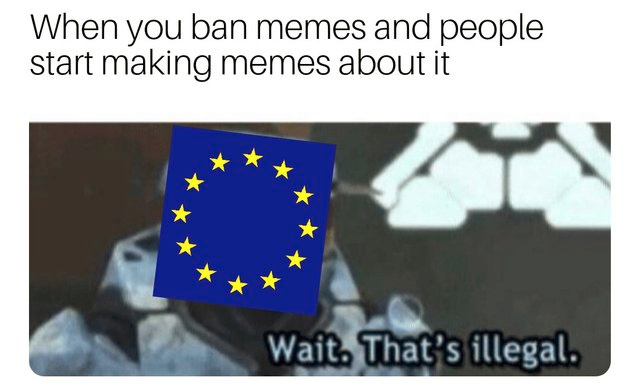 When you ban memes and people
start making memes about it
Wait. That's illegal.